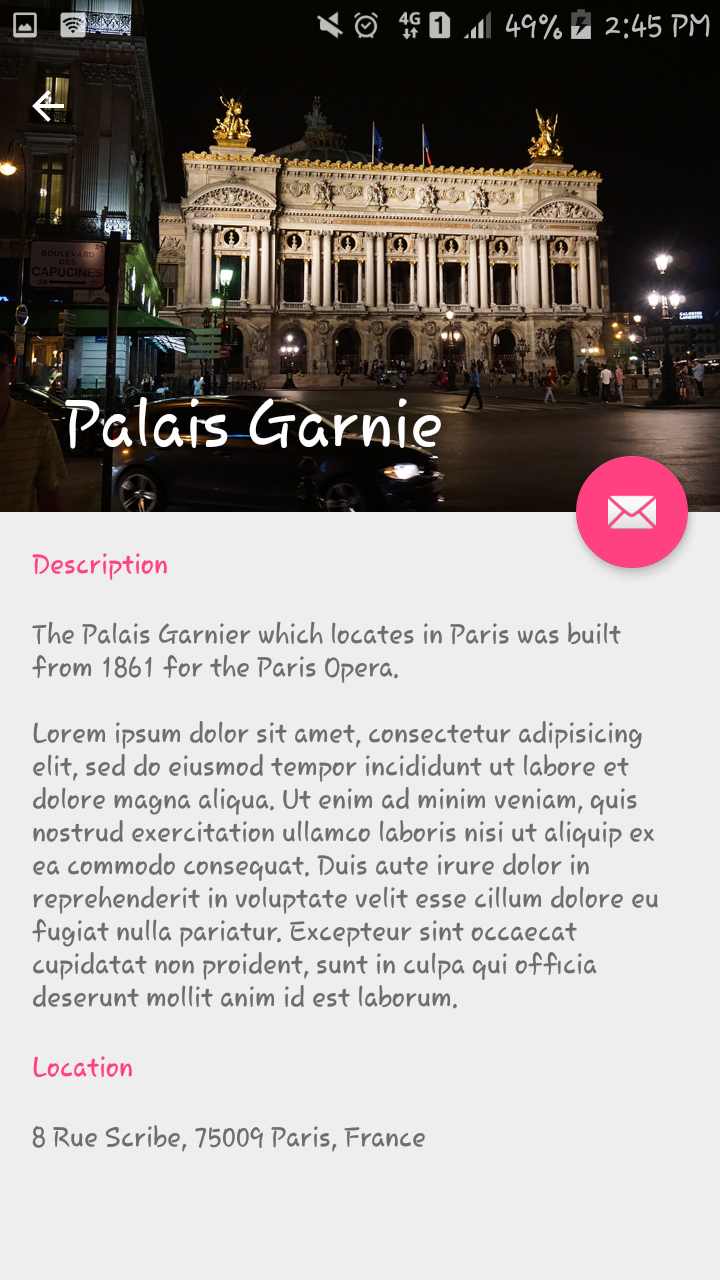 4G 1 49% 2:45 PM
BOULEVARD
DES
CAPUCINES
Palais Garnie
Description
The Palais Garnier which locates in Paris was built
from 1861 for the Paris Opera.
Lorem ipsum dolor sit amet, consectetur adipisicing
elit, sed do eiusmod tempor incididunt ut labore et
dolore magna aliqua. Ut enim ad minim veniam, quis
nostrud exercitation ullamco laboris nisi ut aliquip ex
ea commodo consequat. Duis aute irure dolor in
reprehenderit in voluptate velit esse cillum dolore eu
fugiat nulla pariatur. Excepteur sint occaecat
cupidatat non proident, sunt in culpa qui officia
deserunt mollit anim id est laborum.
Location
8 Rue Scribe, 75009 Paris, France